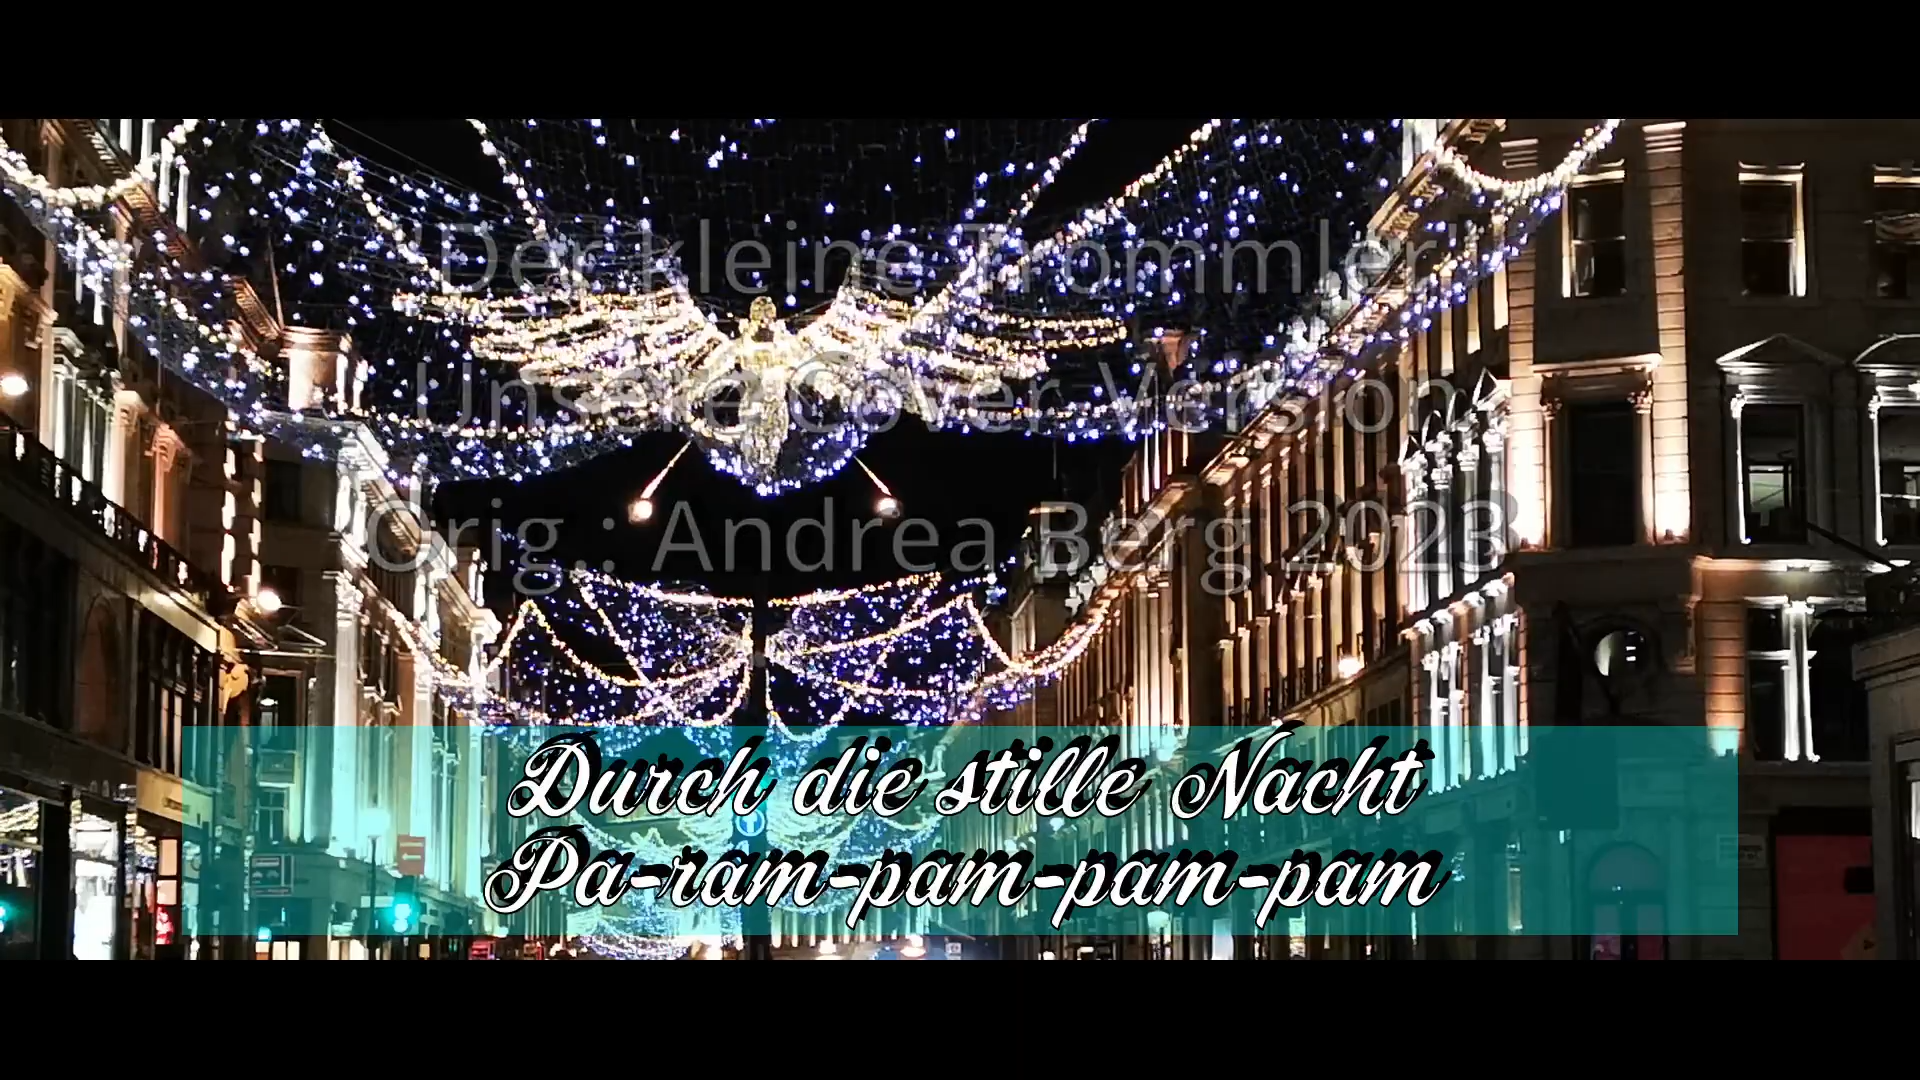 "Der kleine Trommler"
Unsere Cover-Version
Orig.: Andrea Berg 2023
Durch die stille Nacht
Pa-ram-pam-pam-pam